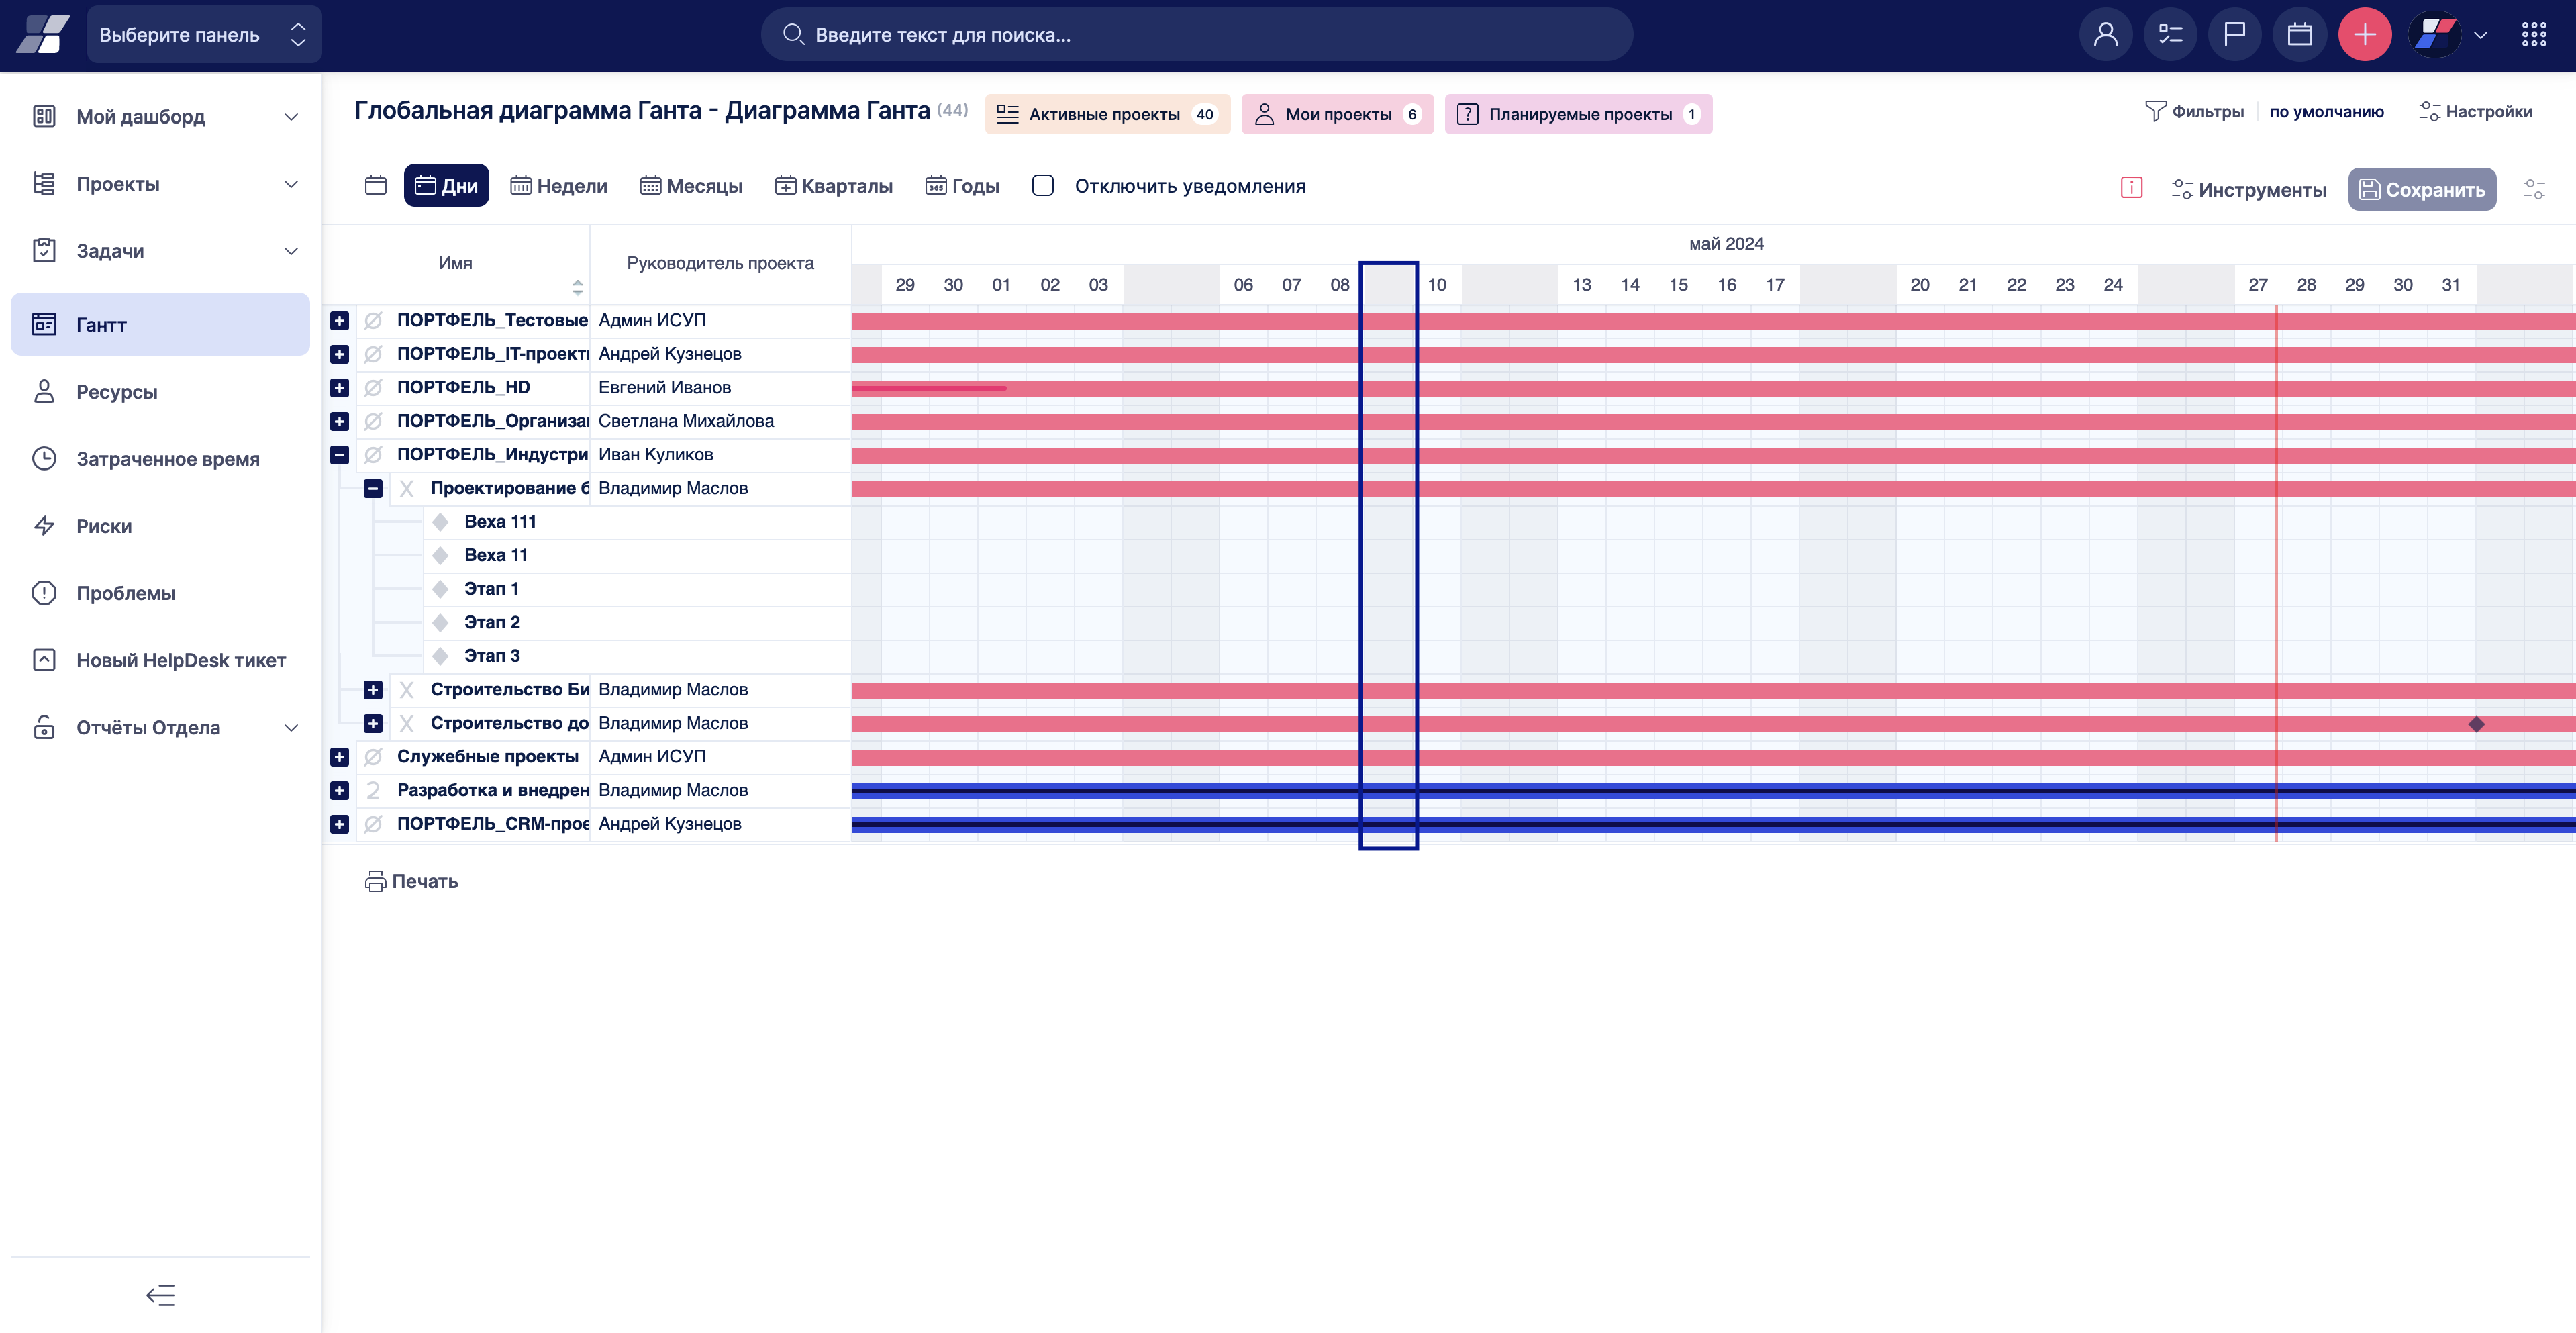 Выберите панель
Введите текст для поиска...
Мой дашборд
Проекты
Задачи
Гантт
Ресурсы
Затраченное время
Риски
Проблемы
Новый HelpDesk тикет
Отчёты Отдела
Глобальная диаграмма Ганта - Диаграмма Ганта (44)
Активные проекты 40
Мои проекты 6
? Планируемые проекты 1
Фильтры
по умолчанию
Настройки
Дни
Недели
Месяцы
Кварталы
365 Годы
Отключить уведомления
Инструменты
Сохранить
Имя
Руководитель проекта
май 2024
29 30 01 02 03 06 07 08 10 13 14 15 16 17 20 21 22 23 24 27 28 29 30 31
ПОРТФЕЛЬ_Тестовые Админ ИСУП
ПОРТФЕЛЬ_IT-проект Андрей Кузнецов
ПОРТФЕЛЬ_HD Евгений Иванов
ПОРТФЕЛЬ_Организа Светлана Михайлова
ПОРТФЕЛЬ_Индустри Иван Куликов
X Проектирование б Владимир Маслов
Веха 111
Веха 11
Этап 1
Этап 2
Этап 3
X Строительство Би Владимир Маслов
X Строительство до Владимир Маслов
Служебные проекты Админ ИСУП
2 Разработка и внедрен Владимир Маслов
ПОРТФЕЛЬ_CRM-прое Андрей Кузнецов
Печать